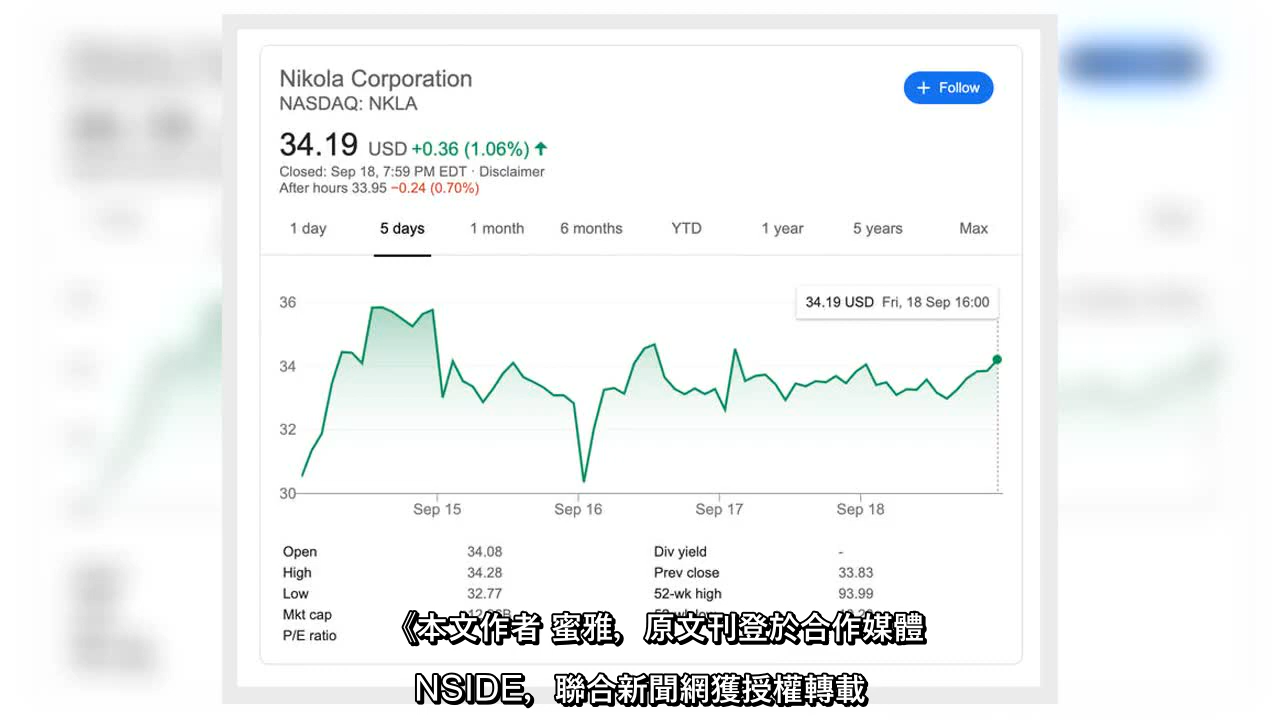 Nikola Corporation
NASDAQ: NKLA
+ Follow
34.19 USD +0.36 (1.06%)
Closed: Sep 18, 7:59 PM EDT · Disclaimer
After hours 33.95 −0.24 (0.70%)
1 day 5 days 1 month 6 months YTD 1 year 5 years Max
36
34.19 USD Fri, 18 Sep 16:00
34
32
30
Sep 15 Sep 16 Sep 17 Sep 18
Open 34.08 Div yield -
High 34.28 Prev close 33.83
Low 32.77 52-wk high 93.99
Mkt cap
P/E ratio
《本文作者 蜜雅，原文刊登於合作媒體
NSIDE，聯合新聞網獲授權轉載